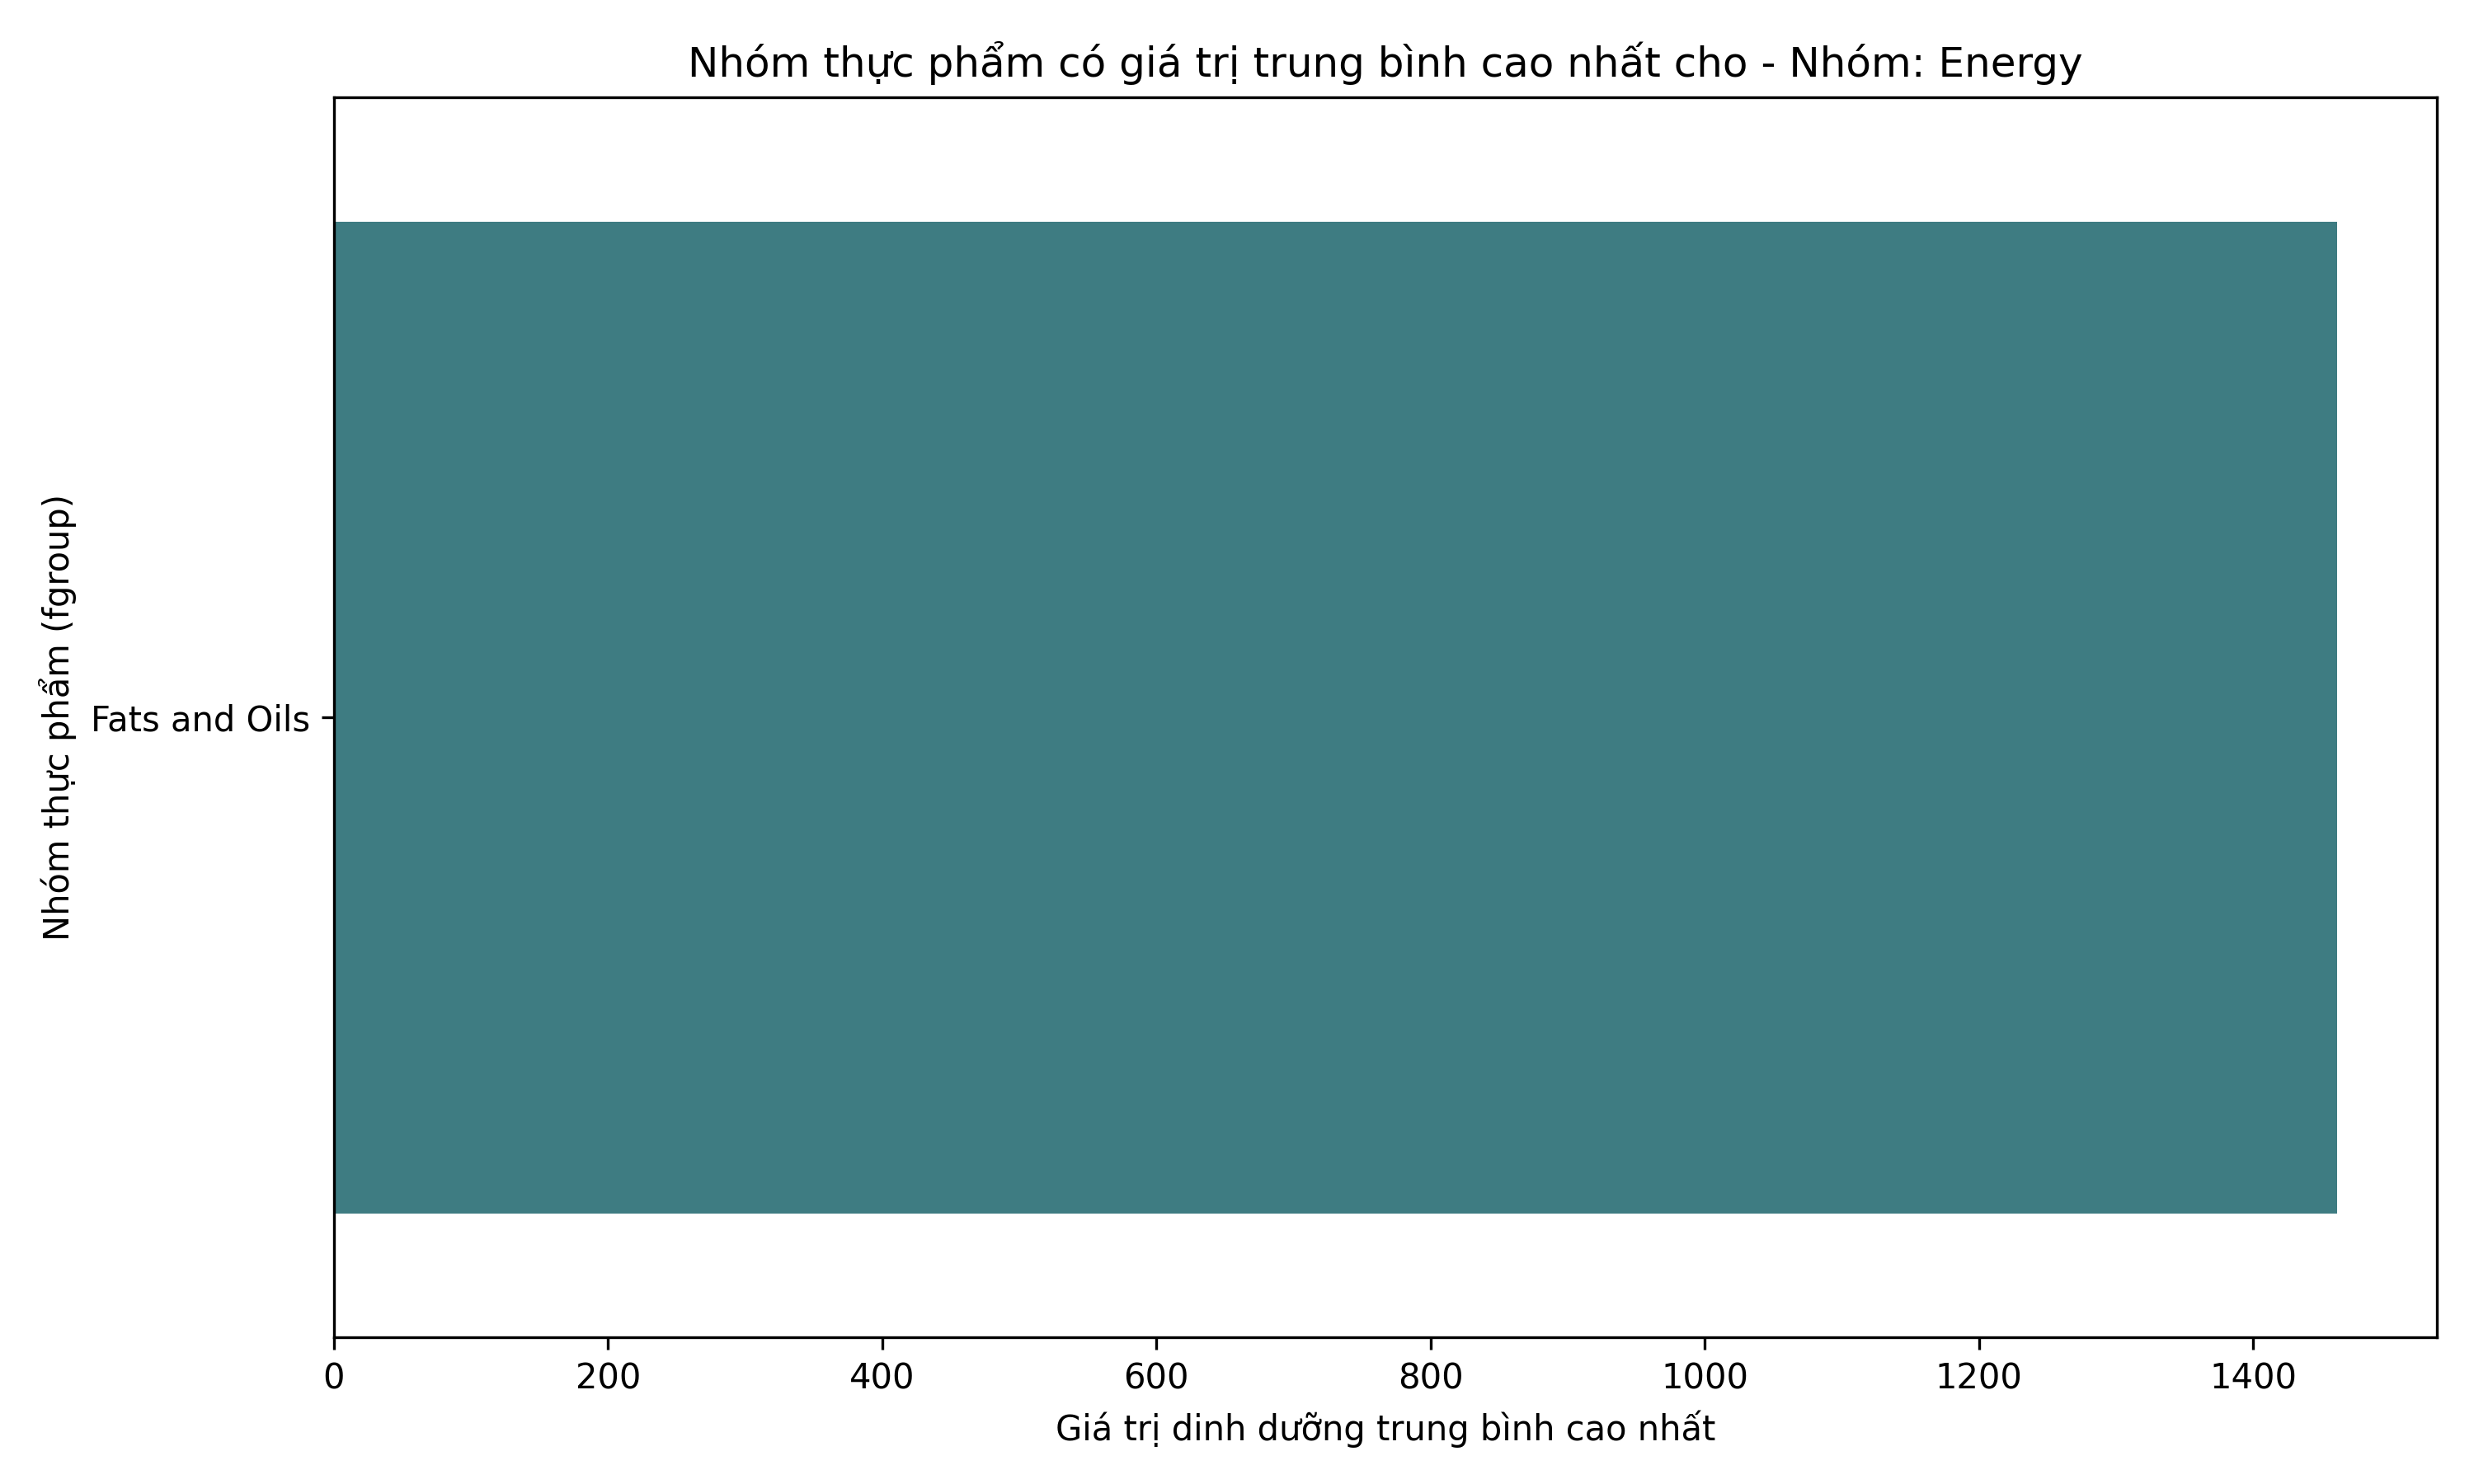 Nhóm thực phẩm có giá trị trung bình cao nhất cho - Nhóm: Energy
Nhóm thực phẩm (fgroup)
Fats and Oils
0 200 400 600 800 1000 1200 1400
Giá trị dinh dưỡng trung bình cao nhất